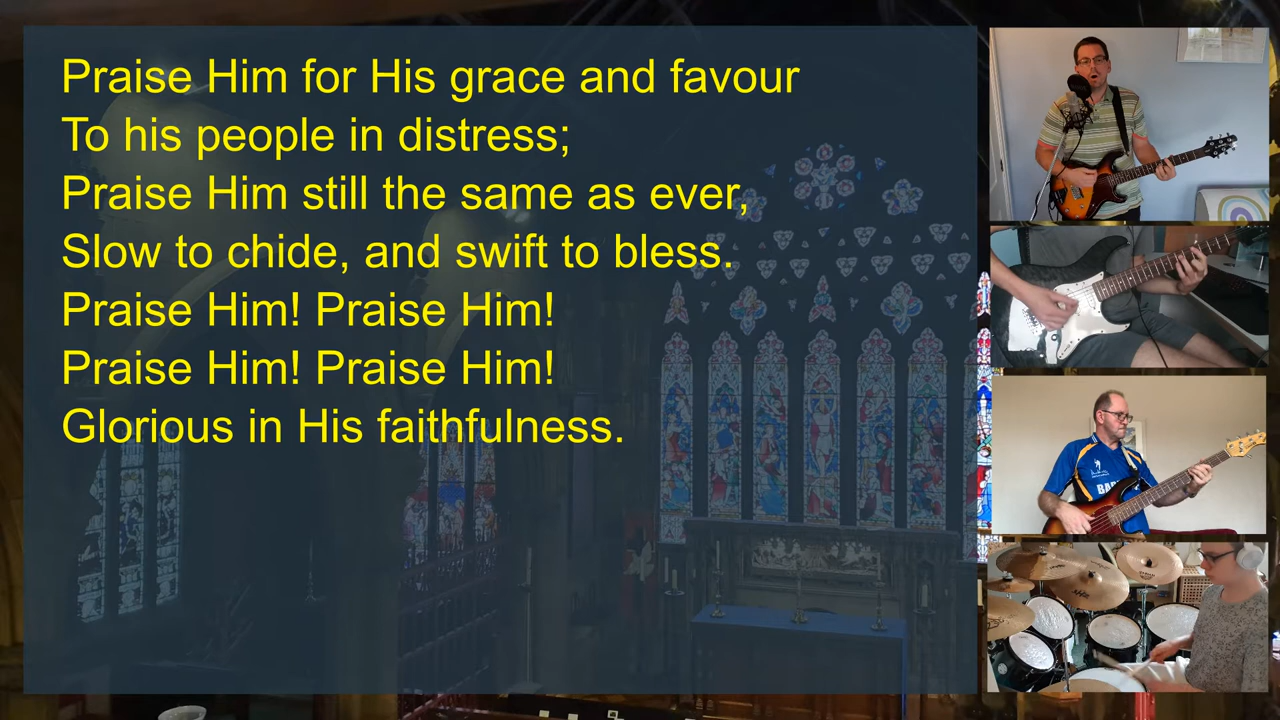 Praise Him for His grace and favour
To his people in distress;
Praise Him still the same as ever,
Slow to chide, and swift to bless.
Praise Him! Praise Him!
Praise Him! Praise Him!
Glorious in His faithfulness.